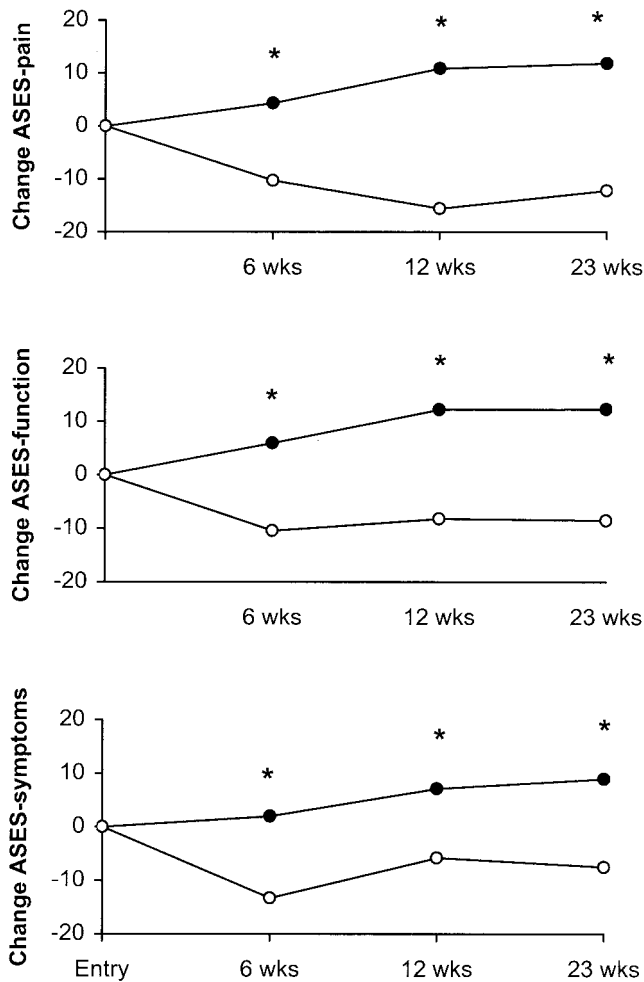 Change ASES-pain
20
10
0
-10
-20
* * *
6 wks 12 wks 23 wks
Change ASES-function
20
10
0
-10
-20
* * *
6 wks 12 wks 23 wks
Change ASES-symptoms
20
10
0
-10
-20
* * *
Entry 6 wks 12 wks 23 wks